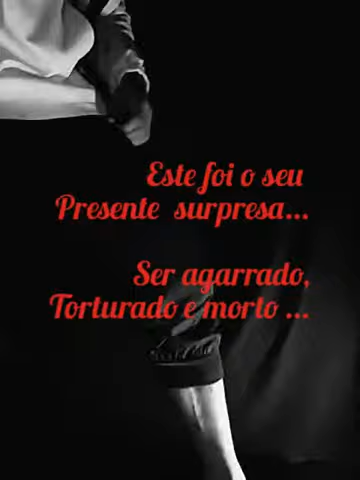 Este foi o seu
Presente surpresa...
Ser agarrado,
Torturado e morto ...